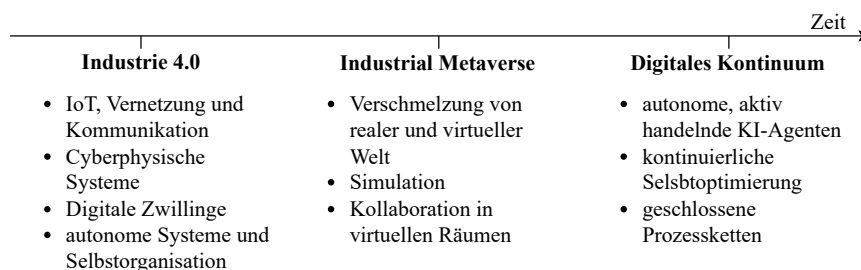 Zeit
Industrie 4.0
• IoT, Vernetzung und
Kommunikation
• Cyberphysische
Systeme
• Digitale Zwillinge
• autonome Systeme und
Selbstorganisation
Industrial Metaverse
• Verschmelzung von
realer und virtueller
Welt
• Simulation
• Kollaboration in
virtuellen Räumen
Digitales Kontinuum
• autonome, aktiv
handelnde KI-Agenten
• kontinuierliche
Selsbtoptimierung
• geschlossene
Prozessketten